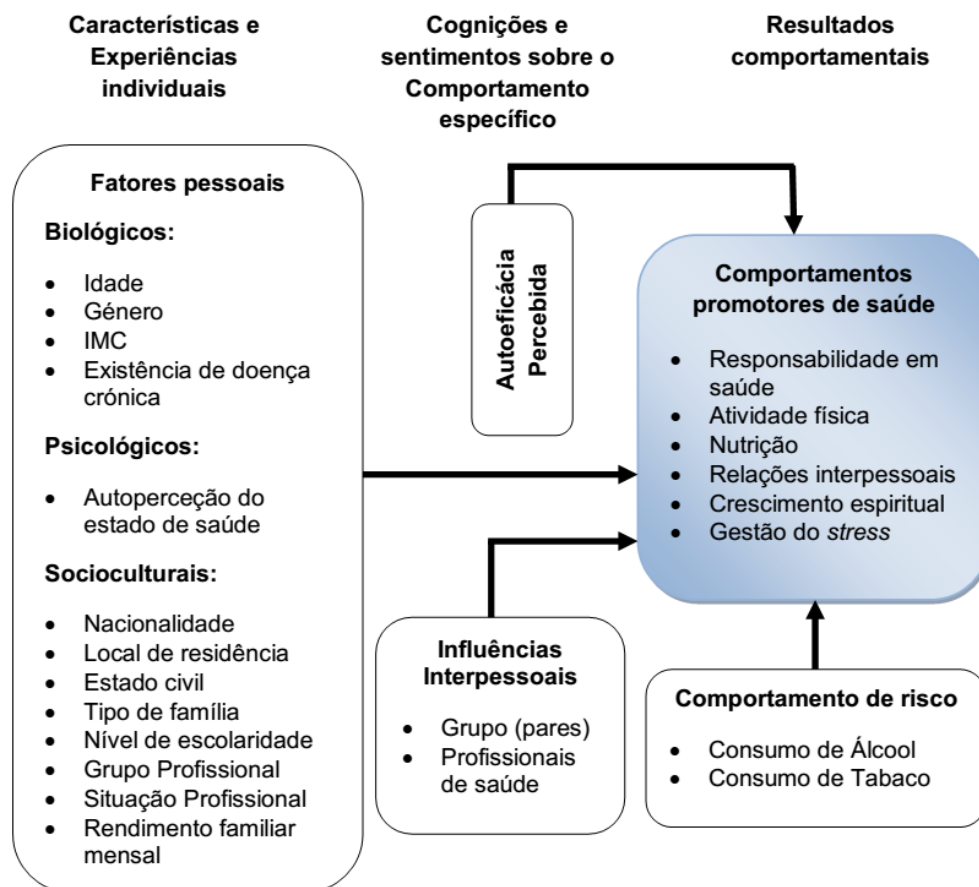 Características e
Experiências
individuais
Cognições e
sentimentos sobre o
Comportamento
específico
Resultados
comportamentais
Fatores pessoais
Biológicos:
• Idade
• Género
• IMC
• Existência de doença
crónica
Psicológicos:
• Autoperceção do
estado de saúde
Socioculturais:
• Nacionalidade
• Local de residência
• Estado civil
• Tipo de família
• Nível de escolaridade
• Grupo Profissional
• Situação Profissional
• Rendimento familiar
mensal
Autoeficácia
Percebida
Influências
Interpessoais
• Grupo (pares)
• Profissionais
de saúde
Comportamentos
promotores de saúde
• Responsabilidade em
saúde
• Atividade física
• Nutrição
• Relações interpessoais
• Crescimento espiritual
• Gestão do stress
Comportamento de risco
• Consumo de Álcool
• Consumo de Tabaco